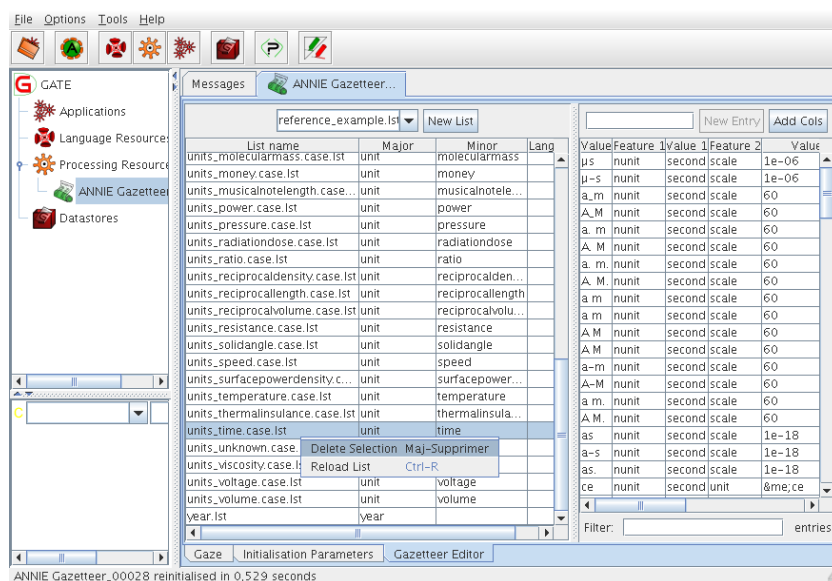 File Options Tools Help
GATE
Applications
Language Resources
Processing Resource
ANNIE Gazetteer
Datastores
C
Messages ANNIE Gazetteer...
reference_example.lst New List
List name Major Minor Lang
units_molecularmass.case.lst unit molecularmass
units_money.case.lst unit money
units_musicalnotelength.case... unit musicalnotele...
units_power.case.lst unit power
units_pressure.case.lst unit pressure
units_radiationdose.case.lst unit radiationdose
units_ratio.case.lst unit ratio
units_reciprocaldensity.case.lst unit reciprocalden...
units_reciprocallength.case.lst unit reciprocallength
units_reciprocalvolume.case.lst unit reciprocalvolu...
units_resistance.case.lst unit resistance
units_solidangle.case.lst unit solidangle
units_speed.case.lst unit speed
units_surfacepowerdensity.c... unit surfacepower...
units_temperature.case.lst unit temperature
units_thermalinsulance.case.lst unit thermalinsula...
units_time.case.lst unit time
units_unknown.case.
units_viscosity.case.ls
units_voltage.case.lst unit voltage
units_volume.case.lst unit volume
year.lst year
Delete Selection Maj-Supprimer
Reload List Ctrl-R
New Entry Add Cols
Value Feature 1 Value 1 Feature 2 Value
µs nunit second scale 1e-06
µ-s nunit second scale 1e-06
a_m nunit second scale 60
A_M nunit second scale 60
a. m nunit second scale 60
A. M nunit second scale 60
a. m. nunit second scale 60
A. M. nunit second scale 60
a m nunit second scale 60
a m nunit second scale 60
A M nunit second scale 60
A M nunit second scale 60
a-m nunit second scale 60
A-M nunit second scale 60
a m. nunit second scale 60
A M. nunit second scale 60
as nunit second scale 1e-18
a-s nunit second scale 1e-18
as. nunit second scale 1e-18
ce nunit second unit &me;ce
Filter: entries
Gaze Initialisation Parameters Gazetteer Editor
ANNIE Gazetteer_00028 reinitialised in 0.529 seconds